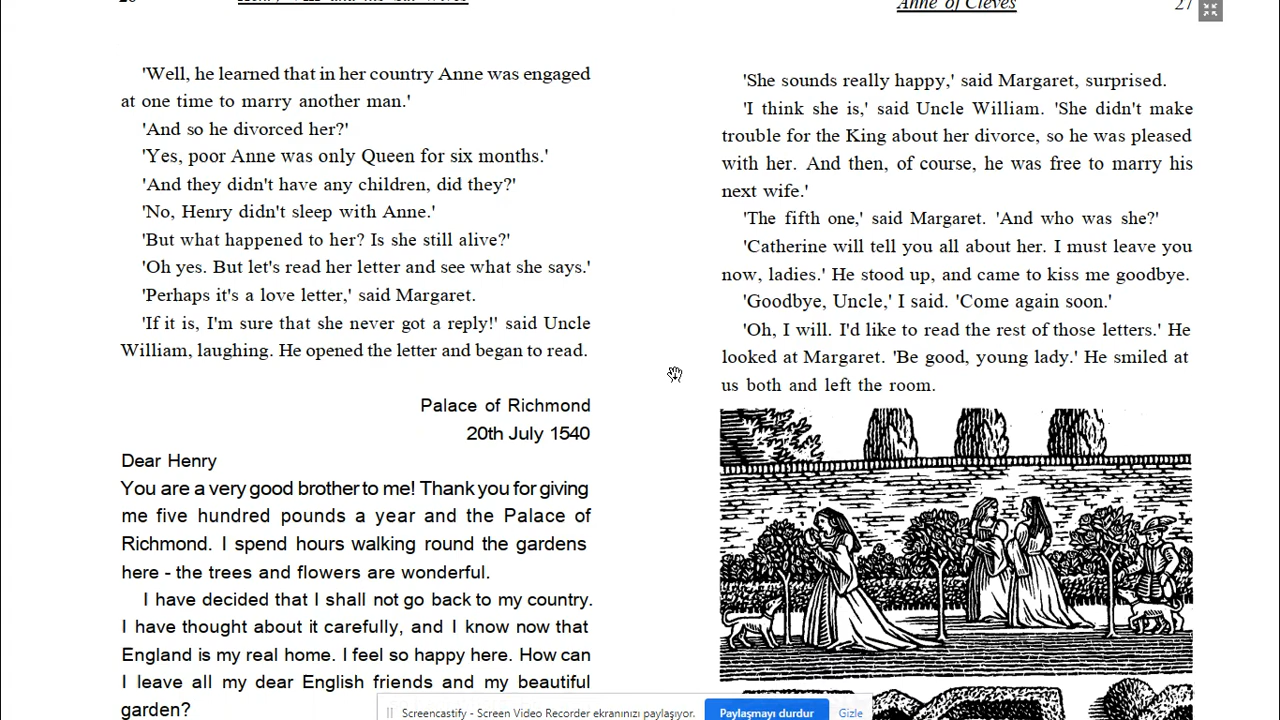 Anne of Cleves
27
'Well, he learned that in her country Anne was engaged
at one time to marry another man.'
'And so he divorced her?'
'Yes, poor Anne was only Queen for six months.'
'And they didn't have any children, did they?'
'No, Henry didn't sleep with Anne.'
'But what happened to her? Is she still alive?'
'Oh yes. But let's read her letter and see what she says.'
'Perhaps it's a love letter,' said Margaret.
'If it is, I'm sure that she never got a reply!' said Uncle
William, laughing. He opened the letter and began to read.
Palace of Richmond
20th July 1540
Dear Henry
You are a very good brother to me! Thank you for giving
me five hundred pounds a year and the Palace of
Richmond. I spend hours walking round the gardens
here - the trees and flowers are wonderful.
I have decided that I shall not go back to my country.
I have thought about it carefully, and I know now that
England is my real home. I feel so happy here. How can
I leave all my dear English friends and my beautiful
garden?
'She sounds really happy,' said Margaret, surprised.
'I think she is,' said Uncle William. 'She didn't make
trouble for the King about her divorce, so he was pleased
with her. And then, of course, he was free to marry his
next wife.'
'The fifth one,' said Margaret. 'And who was she?'
'Catherine will tell you all about her. I must leave you
now, ladies.' He stood up, and came to kiss me goodbye.
'Goodbye, Uncle,' I said. 'Come again soon.'
'Oh, I will. I'd like to read the rest of those letters.' He
looked at Margaret. 'Be good, young lady.' He smiled at
us both and left the room.
Screencastify - Screen Video Recorder ekranınızı paylaşıyor.
Paylaşmayı durdur
Gizle